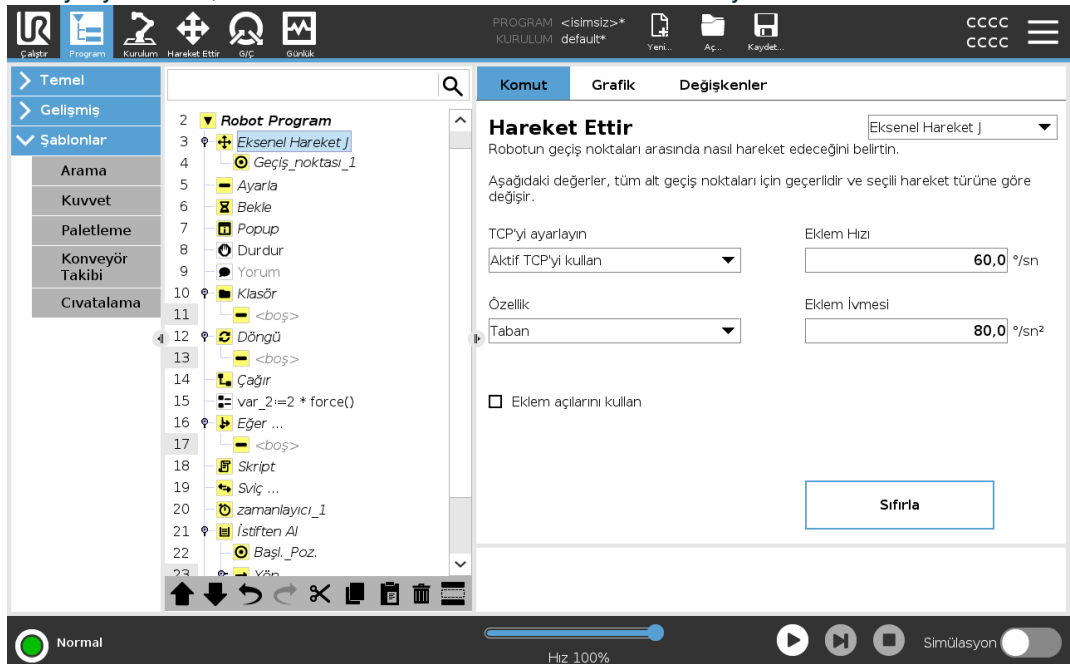 PROGRAM <isimsiz>*
KURULUM default*
Yeni...
Aç...
Kaydet...
CCCC
CCCC
UR
Çalıştır
Program
Kurulum
Hareket Ettir
G/Ç
Günlük
Temel
Gelişmiş
Şablonlar
Arama
Kuvvet
Paletleme
Konveyör
Takibi
Cıvatalama
2 Robot Program
3 Eksenel Hareket J
4 Geçiş_noktası_1
5 Ayarla
6 Bekle
7 Popup
8 Durdur
9 Yorum
10 Klasör
11 <boş>
12 Döngü
13 <boş>
14 Çağır
15 var_2:=2 * force()
16 Eğer ...
17 <boş>
18 Skript
19 Sviç ...
20 zamanlayıcı_1
21 İstiften Al
22 Başl._Poz.
23 Yön
Komut
Grafik
Değişkenler
Hareket Ettir
Eksenel Hareket J
Robotun geçiş noktaları arasında nasıl hareket edeceğini belirtin.
Aşağıdaki değerler, tüm alt geçiş noktaları için geçerlidir ve seçili hareket türüne göre
değişir.
TCP'yi ayarlayın
Eklem Hızı
Aktif TCP'yi kullan
60,0 °/sn
Özellik
Eklem İvmesi
Taban
80,0 °/sn²
Eklem açılarını kullan
Sıfırla
Normal
Hız 100%
Simülasyon